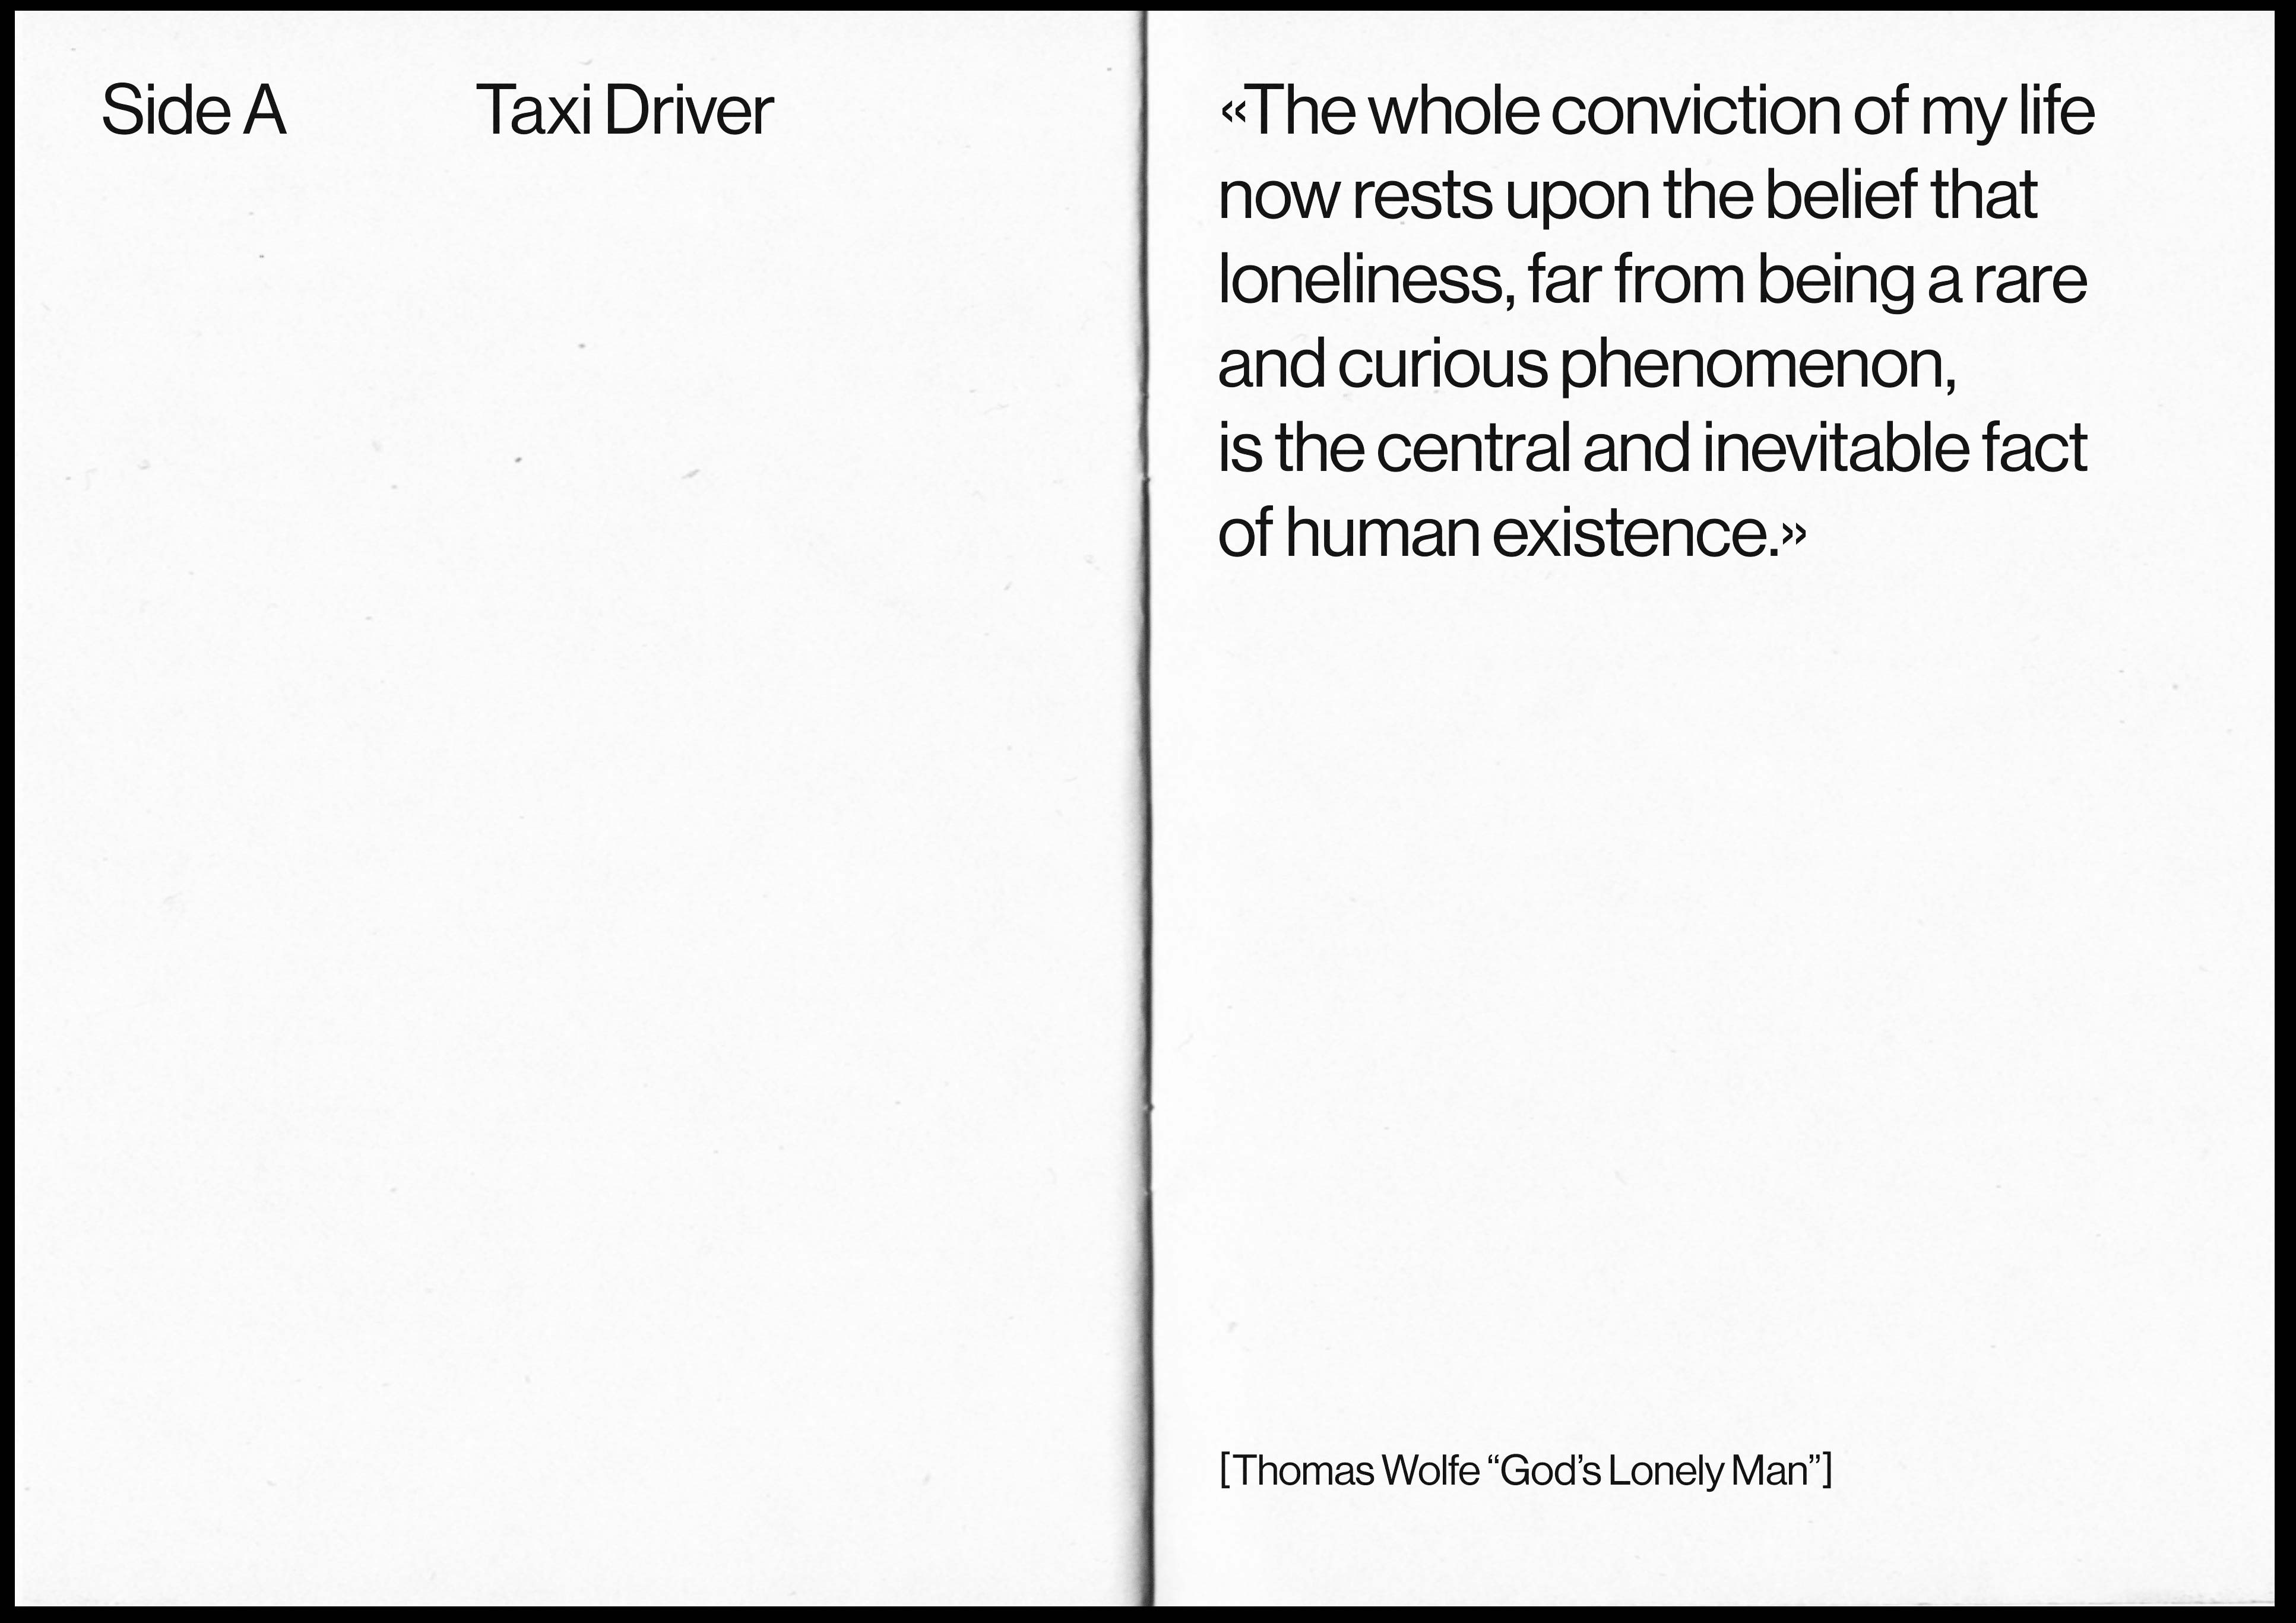 Side A
Taxi Driver
«The whole conviction of my life
now rests upon the belief that
loneliness, far from being a rare
and curious phenomenon,
is the central and inevitable fact
of human existence.»
[Thomas Wolfe “God’s Lonely Man”]